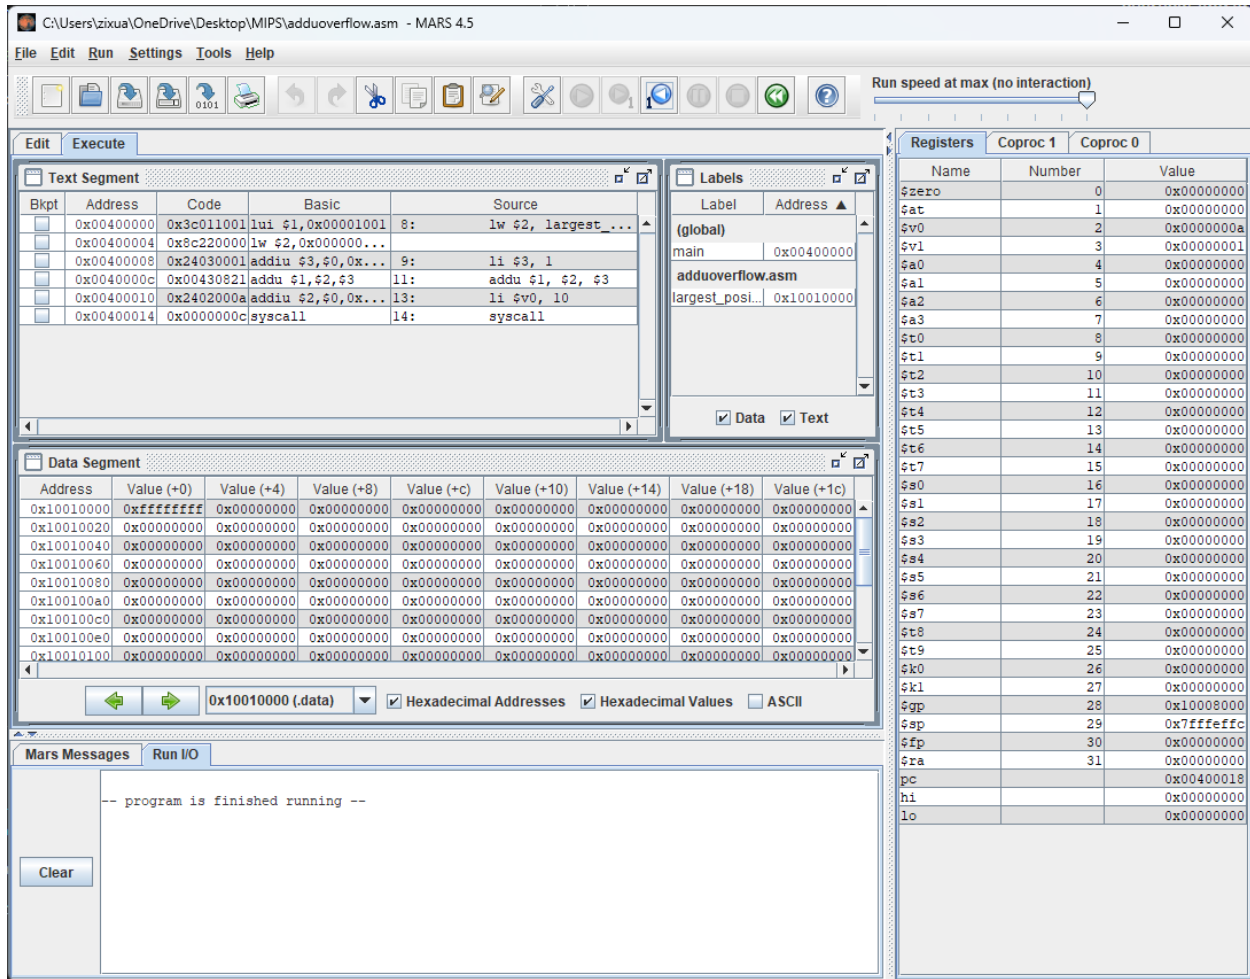 C:\Users\zixua\OneDrive\Desktop\MIPS\adduoverflow.asm - MARS 4.5
File Edit Run Settings Tools Help
Run speed at max (no interaction)
Edit Execute
Text Segment
Bkpt Address Code Basic Source
0x00400000 0x3c011001 lui $1,0x00001001 8: lw $2, largest_...
0x00400004 0x8c220000 lw $2,0x000000...
0x00400008 0x24030001 addiu $3,$0,0x... 9: li $3, 1
0x0040000c 0x00430821 addu $1,$2,$3 11: addu $1, $2, $3
0x00400010 0x2402000a addiu $2,$0,0x... 13: li $v0, 10
0x00400014 0x0000000c syscall 14: syscall
Labels
Label Address ▲
(global)
main 0x00400000
adduoverflow.asm
largest_posi... 0x10010000
Data Text
Data Segment
Address Value (+0) Value (+4) Value (+8) Value (+c) Value (+10) Value (+14) Value (+18) Value (+1c)
0x10010000 0xffffffff 0x00000000 0x00000000 0x00000000 0x00000000 0x00000000 0x00000000 0x00000000
0x10010020 0x00000000 0x00000000 0x00000000 0x00000000 0x00000000 0x00000000 0x00000000 0x00000000
0x10010040 0x00000000 0x00000000 0x00000000 0x00000000 0x00000000 0x00000000 0x00000000 0x00000000
0x10010060 0x00000000 0x00000000 0x00000000 0x00000000 0x00000000 0x00000000 0x00000000 0x00000000
0x10010080 0x00000000 0x00000000 0x00000000 0x00000000 0x00000000 0x00000000 0x00000000 0x00000000
0x100100a0 0x00000000 0x00000000 0x00000000 0x00000000 0x00000000 0x00000000 0x00000000 0x00000000
0x100100c0 0x00000000 0x00000000 0x00000000 0x00000000 0x00000000 0x00000000 0x00000000 0x00000000
0x100100e0 0x00000000 0x00000000 0x00000000 0x00000000 0x00000000 0x00000000 0x00000000 0x00000000
0x10010100 0x00000000 0x00000000 0x00000000 0x00000000 0x00000000 0x00000000 0x00000000 0x00000000
0x10010000 (.data) Hexadecimal Addresses Hexadecimal Values ASCII
Mars Messages Run I/O
-- program is finished running --
Clear
Registers Coproc 1 Coproc 0
Name Number Value
$zero 0 0x00000000
$at 1 0x00000000
$v0 2 0x0000000a
$v1 3 0x00000001
$a0 4 0x00000000
$a1 5 0x00000000
$a2 6 0x00000000
$a3 7 0x00000000
$t0 8 0x00000000
$t1 9 0x00000000
$t2 10 0x00000000
$t3 11 0x00000000
$t4 12 0x00000000
$t5 13 0x00000000
$t6 14 0x00000000
$t7 15 0x00000000
$s0 16 0x00000000
$s1 17 0x00000000
$s2 18 0x00000000
$s3 19 0x00000000
$s4 20 0x00000000
$s5 21 0x00000000
$s6 22 0x00000000
$s7 23 0x00000000
$t8 24 0x00000000
$t9 25 0x00000000
$k0 26 0x00000000
$k1 27 0x00000000
$gp 28 0x10008000
$sp 29 0x7fffeffc
$fp 30 0x00000000
$ra 31 0x00000000
pc 0x00400018
hi 0x00000000
lo 0x00000000